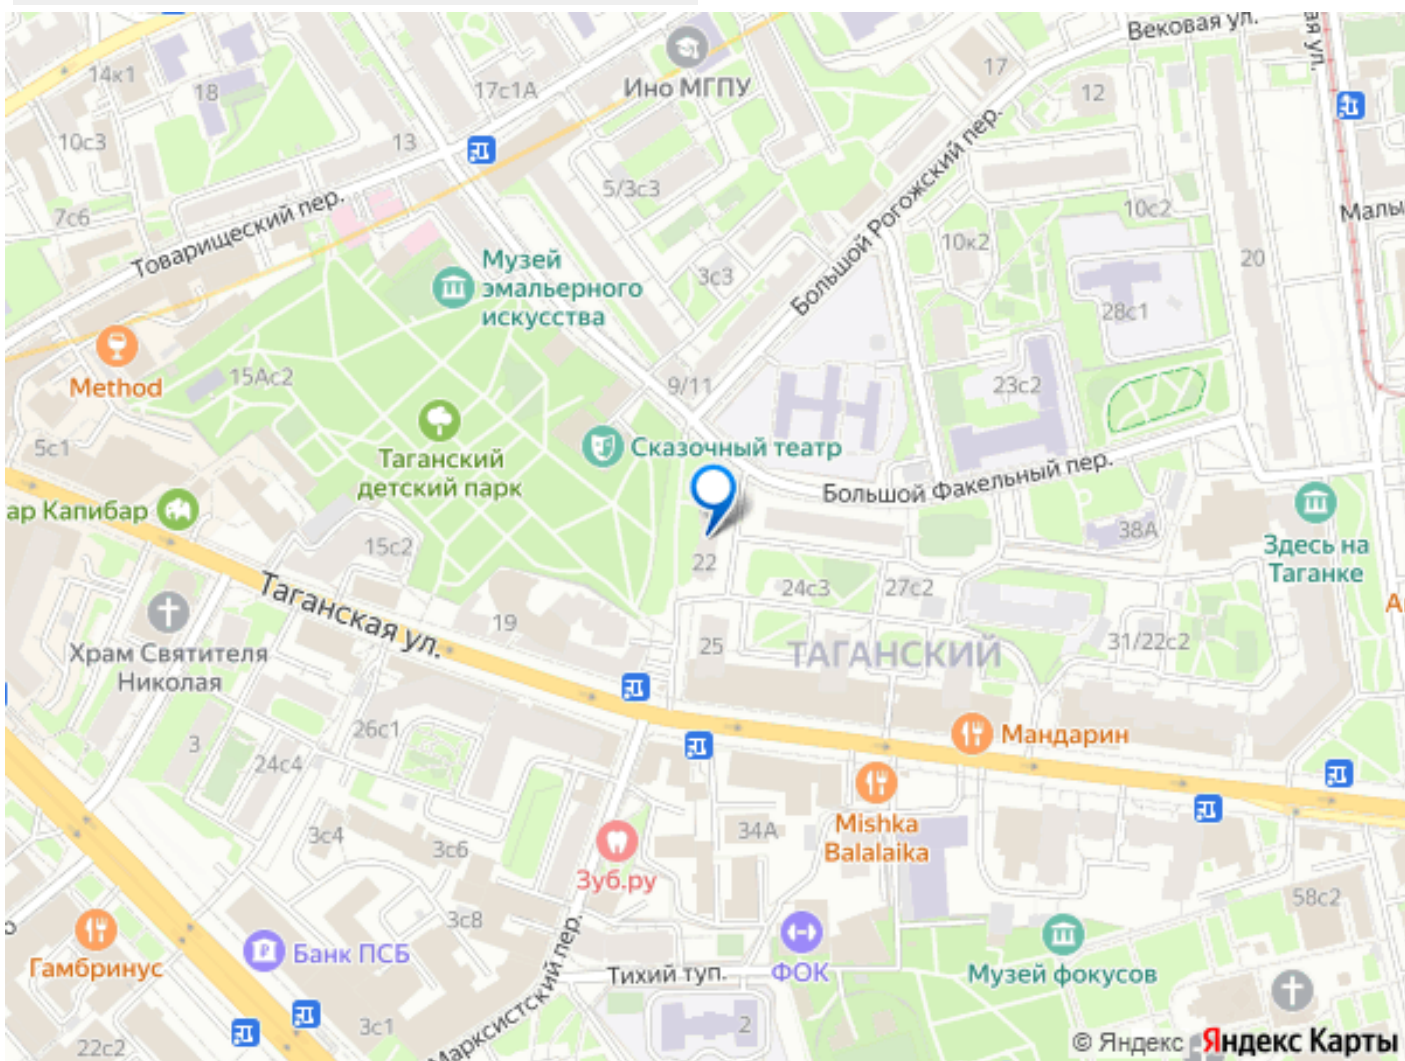 Вековая ул.
14к1
18
17с1А
Ино МГПУ
17
12
10с3
13
5/3с3
Большой Рогожский пер.
10с2
7с6
Товарищеский пер.
Малы
10к2
20
Музей
эмальерного
искусства
3с3
28с1
Method
15Ас2
9/11
23с2
5с1
Таганский
детский парк
Сказочный театр
Большой Факельный пер.
ар Капибар
15с2
22
38А
Здесь на
Таганке
24с3
27с2
Таганская ул.
19
25
ТАГАНСКИЙ
31/22с2
Храм Святителя
Николая
26с1
3
24с4
Мандарин
3с4
3с6
34А
Mishka
Balalaika
Зуб.ру
58с2
3с8
Гамбринус
Банк ПСБ
Марксистский пер.
Тихий туп.
ФОК
Музей фокусов
22с2
3с1
2
© Яндекс Яндекс Карты